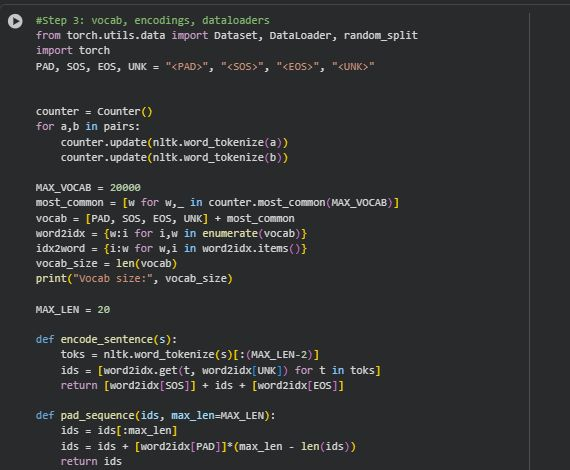 #Step 3: vocab, encodings, dataloaders
from torch.utils.data import Dataset, DataLoader, random_split
import torch
PAD, SOS, EOS, UNK = "<PAD>", "<SOS>", "<EOS>", "<UNK>"


counter = Counter()
for a,b in pairs:
    counter.update(nltk.word_tokenize(a))
    counter.update(nltk.word_tokenize(b))

MAX_VOCAB = 20000
most_common = [w for w,_ in counter.most_common(MAX_VOCAB)]
vocab = [PAD, SOS, EOS, UNK] + most_common
word2idx = {w:i for i,w in enumerate(vocab)}
idx2word = {i:w for w,i in word2idx.items()}
vocab_size = len(vocab)
print("Vocab size:", vocab_size)

MAX_LEN = 20

def encode_sentence(s):
    toks = nltk.word_tokenize(s)[:(MAX_LEN-2)]
    ids = [word2idx.get(t, word2idx[UNK]) for t in toks]
    return [word2idx[SOS]] + ids + [word2idx[EOS]]

def pad_sequence(ids, max_len=MAX_LEN):
    ids = ids[:max_len]
    ids = ids + [word2idx[PAD]]*(max_len - len(ids))
    return ids